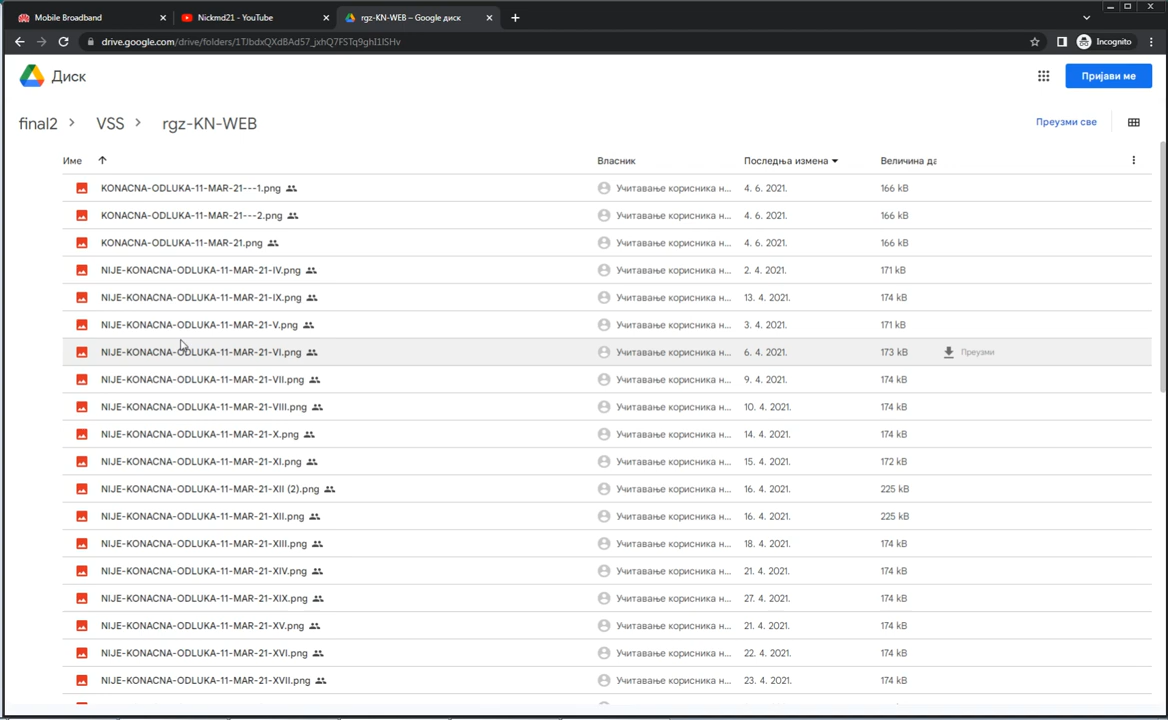 Mobile Broadband
Nickmd21 - YouTube
rgz-KN-WEB – Google диск
drive.google.com/drive/folders/1TJbdxQXdBAd57_jxhQ7FSTq9ghI1lSHv
Incognito
Диск
Пријави ме
final2 > VSS > rgz-KN-WEB
Преузми све
Име Власник Последња измена Величина да
KONACNA-ODLUKA-11-MAR-21---1.png Учитавање корисника н... 4. 6. 2021. 166 kB
KONACNA-ODLUKA-11-MAR-21---2.png Учитавање корисника н... 4. 6. 2021. 166 kB
KONACNA-ODLUKA-11-MAR-21.png Учитавање корисника н... 4. 6. 2021. 166 kB
NIJE-KONACNA-ODLUKA-11-MAR-21-IV.png Учитавање корисника н... 2. 4. 2021. 171 kB
NIJE-KONACNA-ODLUKA-11-MAR-21-IX.png Учитавање корисника н... 13. 4. 2021. 174 kB
NIJE-KONACNA-ODLUKA-11-MAR-21-V.png Учитавање корисника н... 3. 4. 2021. 171 kB
NIJE-KONACNA-ODLUKA-11-MAR-21-VI.png Учитавање корисника н... 6. 4. 2021. 173 kB Преузми
NIJE-KONACNA-ODLUKA-11-MAR-21-VII.png Учитавање корисника н... 9. 4. 2021. 174 kB
NIJE-KONACNA-ODLUKA-11-MAR-21-VIII.png Учитавање корисника н... 10. 4. 2021. 174 kB
NIJE-KONACNA-ODLUKA-11-MAR-21-X.png Учитавање корисника н... 14. 4. 2021. 174 kB
NIJE-KONACNA-ODLUKA-11-MAR-21-XI.png Учитавање корисника н... 15. 4. 2021. 172 kB
NIJE-KONACNA-ODLUKA-11-MAR-21-XII (2).png Учитавање корисника н... 16. 4. 2021. 225 kB
NIJE-KONACNA-ODLUKA-11-MAR-21-XII.png Учитавање корисника н... 16. 4. 2021. 225 kB
NIJE-KONACNA-ODLUKA-11-MAR-21-XIII.png Учитавање корисника н... 18. 4. 2021. 174 kB
NIJE-KONACNA-ODLUKA-11-MAR-21-XIV.png Учитавање корисника н... 21. 4. 2021. 174 kB
NIJE-KONACNA-ODLUKA-11-MAR-21-XIX.png Учитавање корисника н... 27. 4. 2021. 174 kB
NIJE-KONACNA-ODLUKA-11-MAR-21-XV.png Учитавање корисника н... 21. 4. 2021. 174 kB
NIJE-KONACNA-ODLUKA-11-MAR-21-XVI.png Учитавање корисника н... 22. 4. 2021. 174 kB
NIJE-KONACNA-ODLUKA-11-MAR-21-XVII.png Учитавање корисника н... 23. 4. 2021. 174 kB